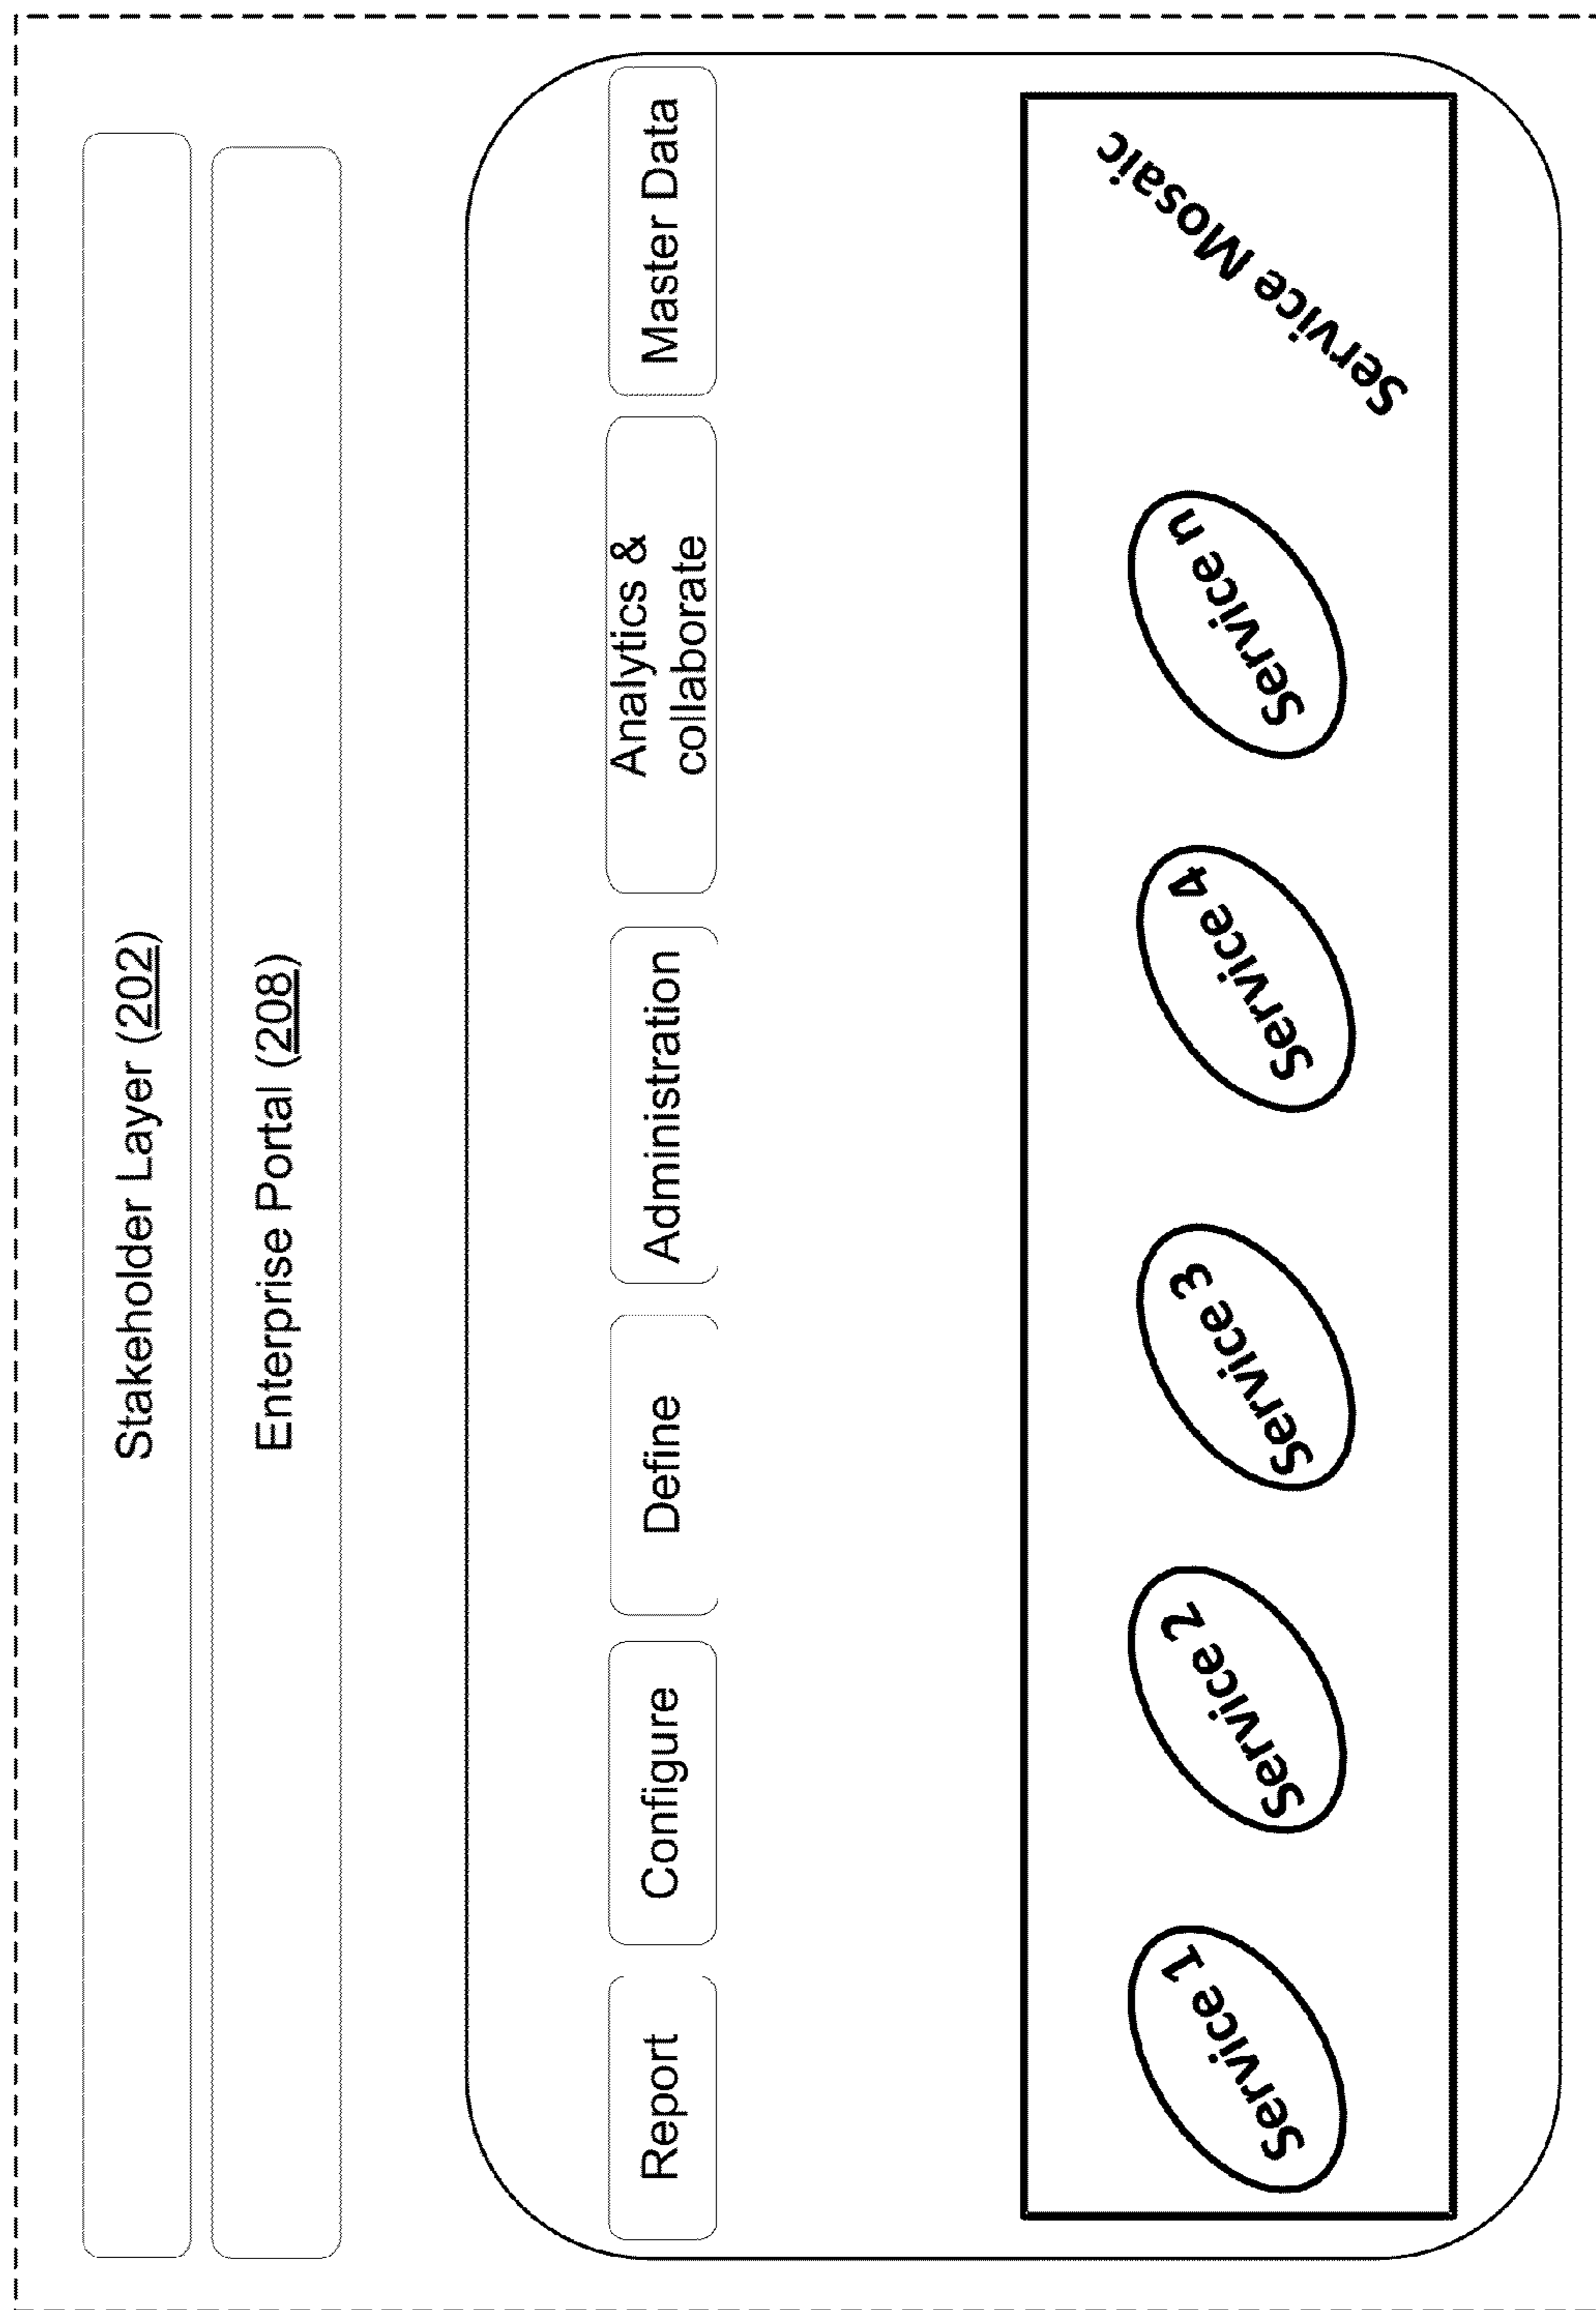 Stakeholder Layer (202)
Enterprise Portal (208)
Report
Configure
Define
Administration
Analytics &
collaborate
Master Data
Service 1
Service 2
Service 3
Service 4
Service n
Service Mosaic